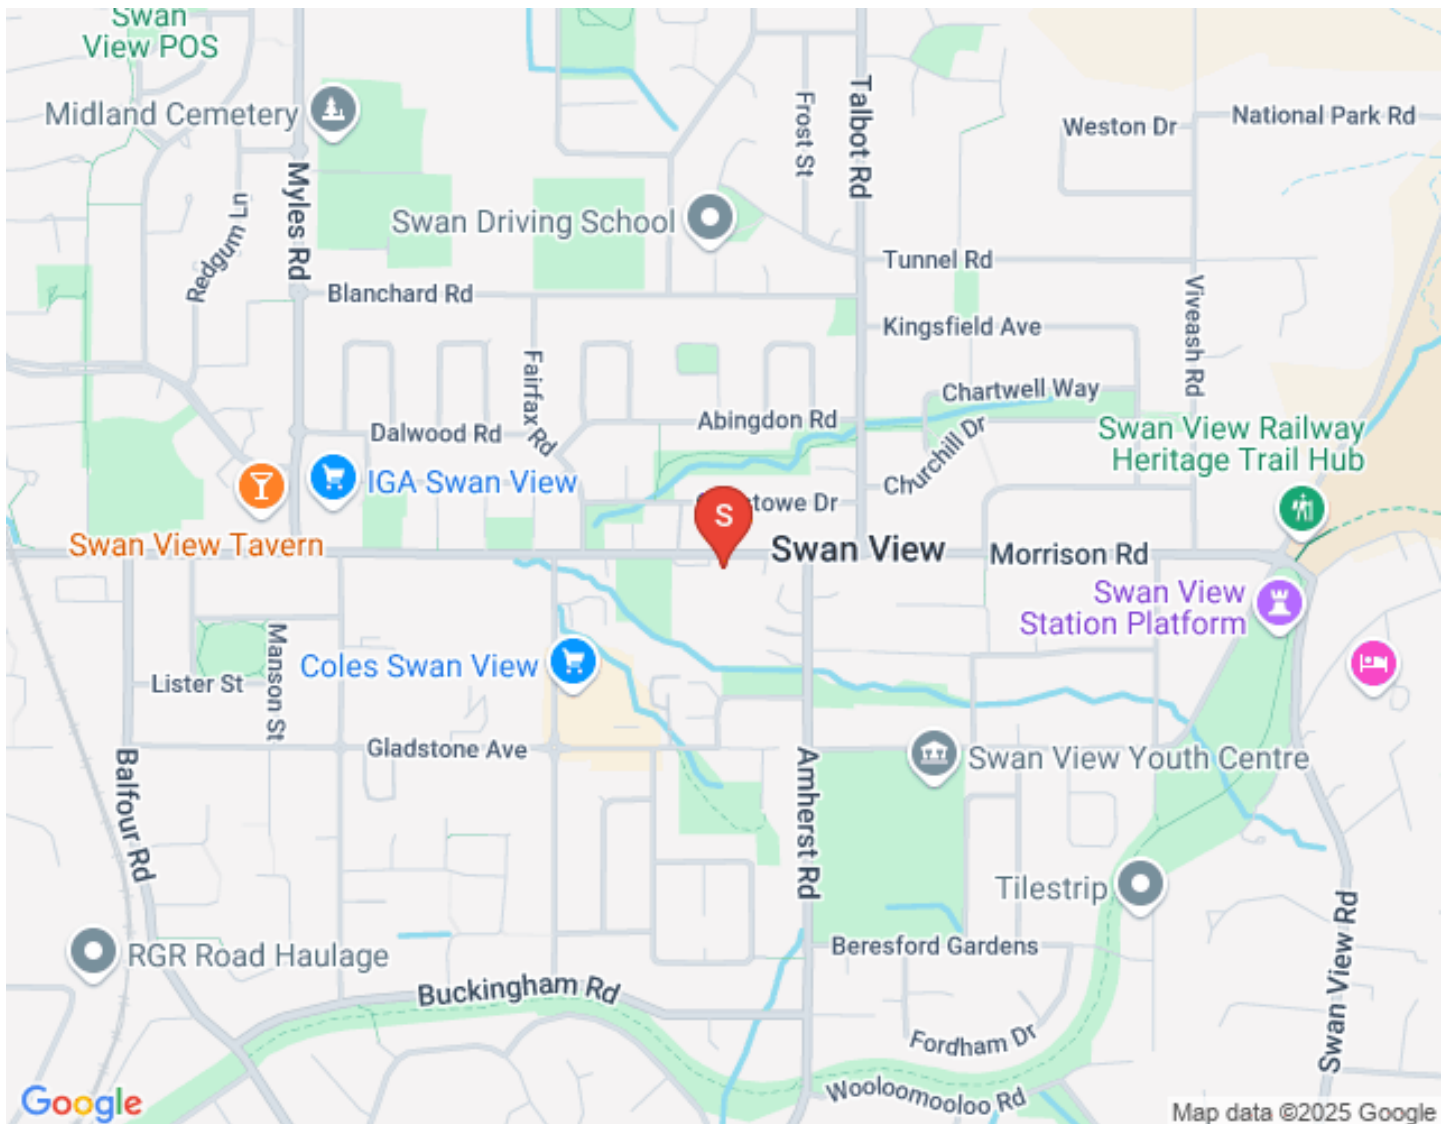 Swan
View POS
Midland Cemetery
Myles Rd
Redgum Ln
Frost St
Talbot Rd
Weston Dr
National Park Rd
Swan Driving School
Tunnel Rd
Blanchard Rd
Viveash Rd
Kingsfield Ave
Fairfax Rd
Chartwell Way
Abingdon Rd
Dalwood Rd
Churchill Dr
Swan View Railway
Heritage Trail Hub
IGA Swan View
stowe Dr
S
Swan View Tavern
Swan View
Morrison Rd
Swan View
Station Platform
Manson St
Coles Swan View
Lister St
Gladstone Ave
Balfour Rd
Amherst Rd
Swan View Youth Centre
Tilestrip
RGR Road Haulage
Beresford Gardens
Buckingham Rd
Swan View Rd
Fordham Dr
Wooloomooloo Rd
Google
Map data ©2025 Google